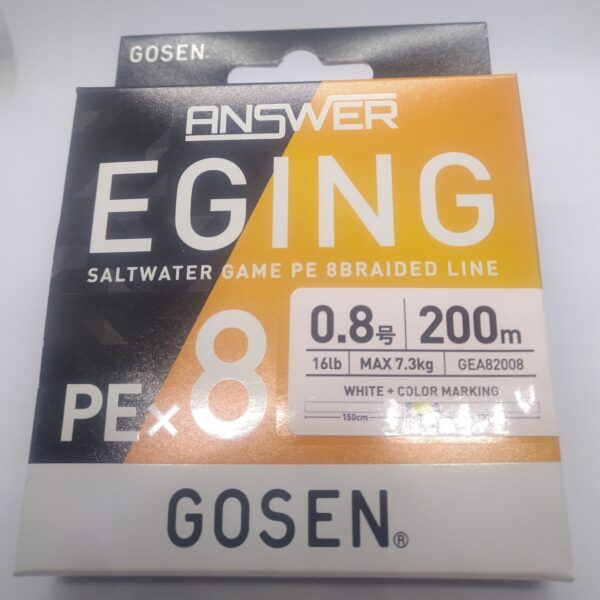 GOSEN
ANSWER
EGING
SALTWATER GAME PE 8BRAIDED LINE
0.8号 200m
16lb MAX 7.3kg GEA82008
WHITE + COLOR MARKING
150cm
PE×8
GOSEN®